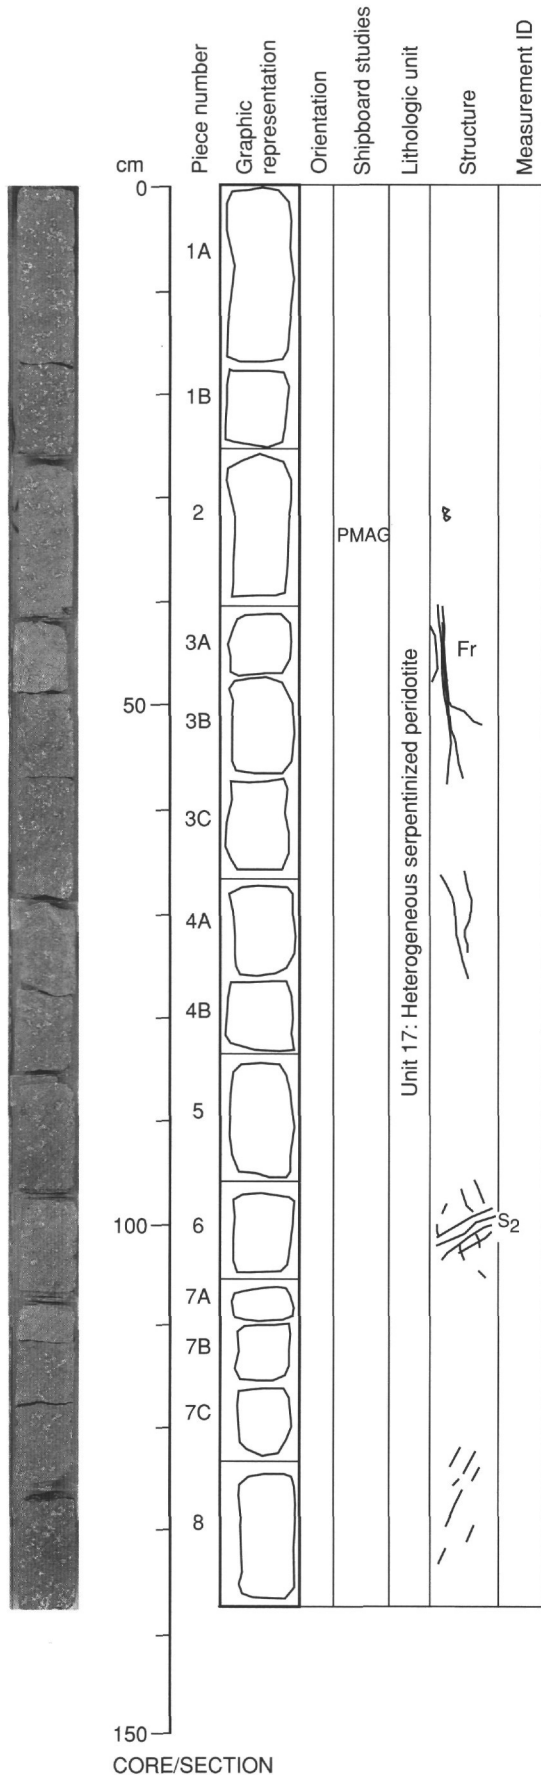 cm
Piece number
Graphic
representation
Orientation
Shipboard studies
Lithologic unit
Structure
Measurement ID
0
1A
1B
2
PMAG
3A
Fr
50
3B
3C
4A
4B
5
100
6
S2
7A
7B
7C
8
Unit 17: Heterogeneous serpentinized peridotite
150
CORE/SECTION